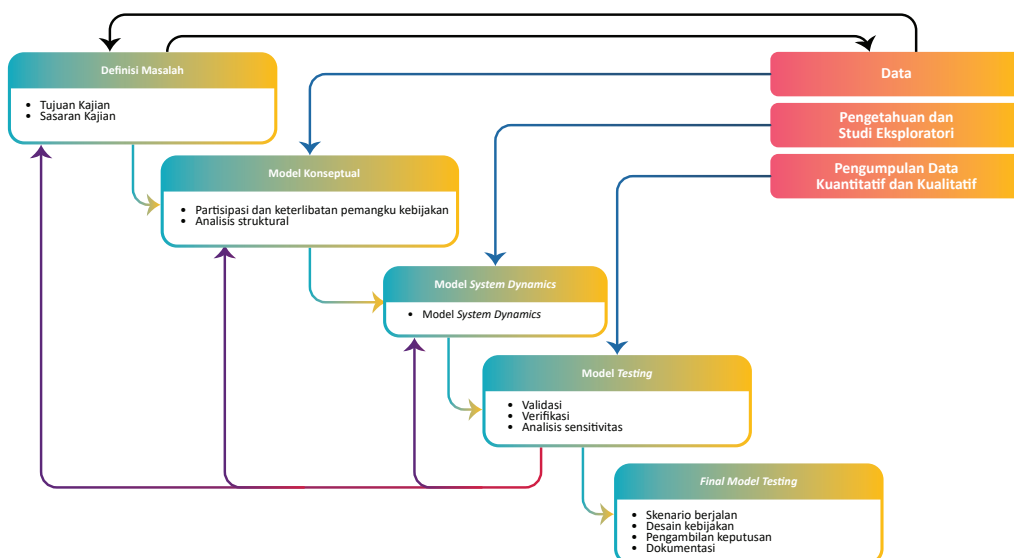 Definisi Masalah
• Tujuan Kajian
• Sasaran Kajian
Data
Pengetahuan dan
Studi Eksploratori
Pengumpulan Data
Kuantitatif dan Kualitatif
Model Konseptual
• Partisipasi dan keterlibatan pemangku kebijakan
• Analisis struktural
Model System Dynamics
• Model System Dynamics
Model Testing
• Validasi
• Verifikasi
• Analisis sensitivitas
Final Model Testing
• Skenario berjalan
• Desain kebijakan
• Pengambilan keputusan
• Dokumentasi